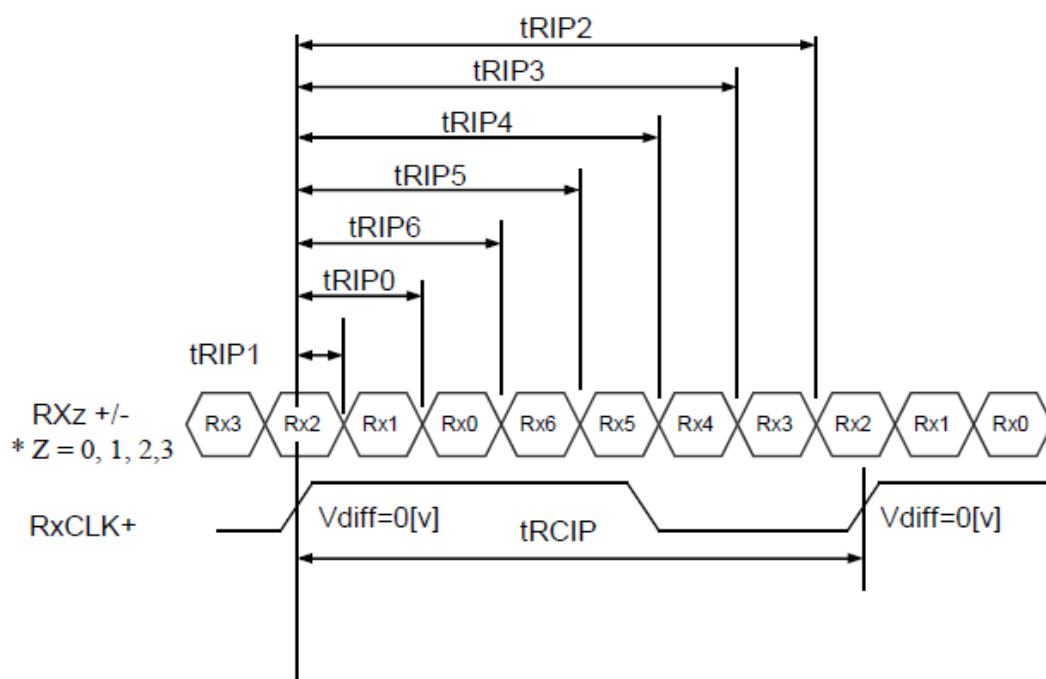 tRIP2
tRIP3
tRIP4
tRIP5
tRIP6
tRIP0
tRIP1
RXz +/-
* Z = 0, 1, 2,3
Rx3 Rx2 Rx1 Rx0 Rx6 Rx5 Rx4 Rx3 Rx2 Rx1 Rx0
RxCLK+
Vdiff=0[v] Vdiff=0[v]
tRCIP